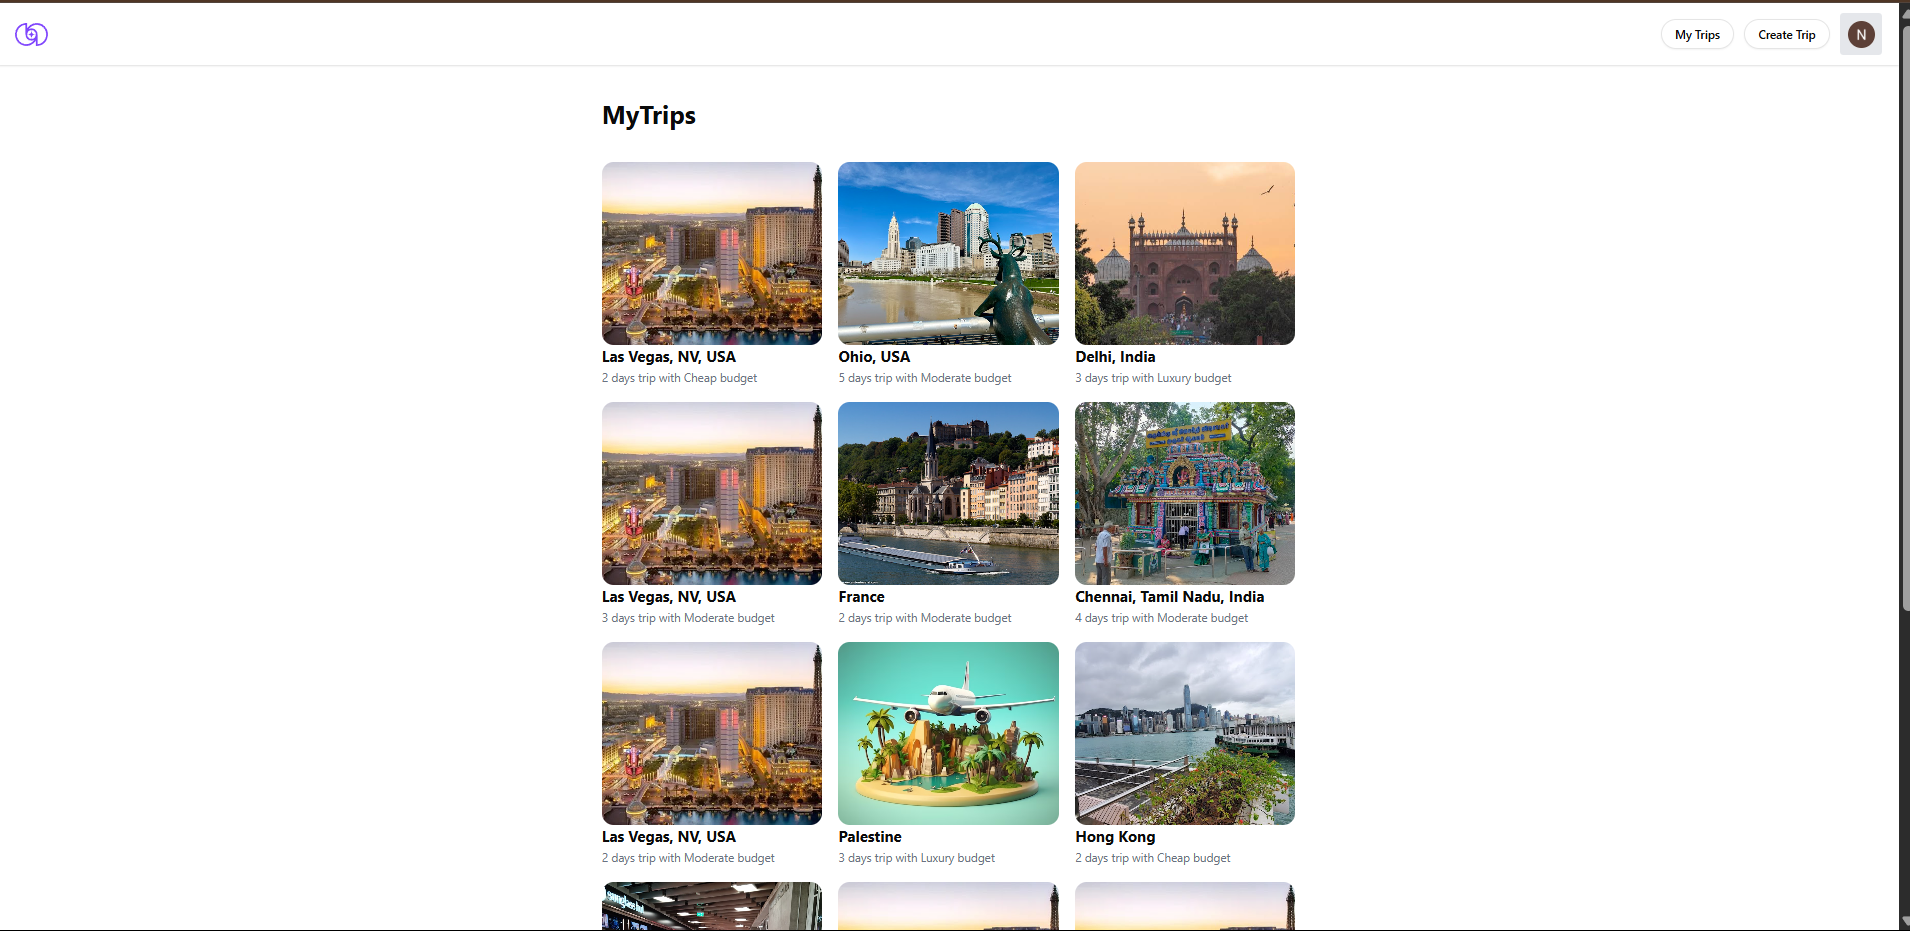 My Trips
Create Trip
N
MyTrips
Las Vegas, NV, USA
2 days trip with Cheap budget
Ohio, USA
5 days trip with Moderate budget
Delhi, India
3 days trip with Luxury budget
Las Vegas, NV, USA
3 days trip with Moderate budget
France
2 days trip with Moderate budget
Chennai, Tamil Nadu, India
4 days trip with Moderate budget
Las Vegas, NV, USA
2 days trip with Moderate budget
Palestine
3 days trip with Luxury budget
Hong Kong
2 days trip with Cheap budget